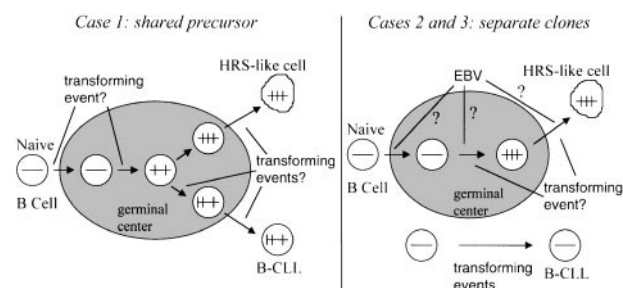 Case 1: shared precursor
HRS-like cell
transforming
event?
Naive
B Cell
transforming
events?
germinal
center
B-CLL
Cases 2 and 3: separate clones
EBV
HRS-like cell
?
?
?
Naive
B Cell
germinal
center
transforming
event?
transforming
events
B-CLL